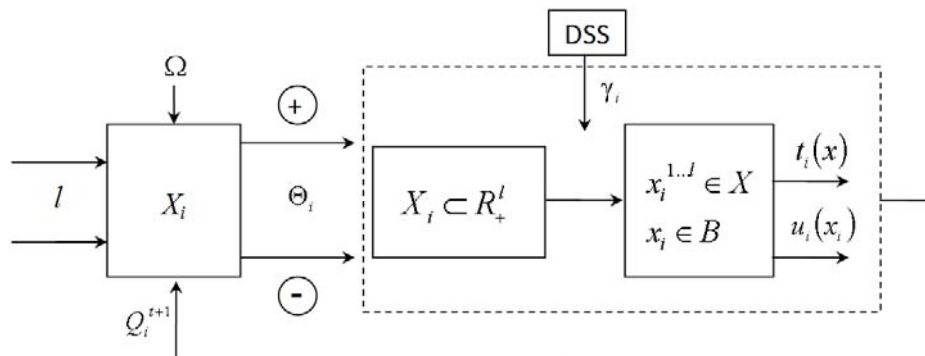 DSS
Ω
γᵢ
+
l
Xᵢ
Θᵢ
Xᵢ ⊂ R₊ˡ
xᵢ¹··ˡ ∈ X
xᵢ ∈ B
tᵢ(x)
uᵢ(xᵢ)
-
Qᵢᵗ⁺¹